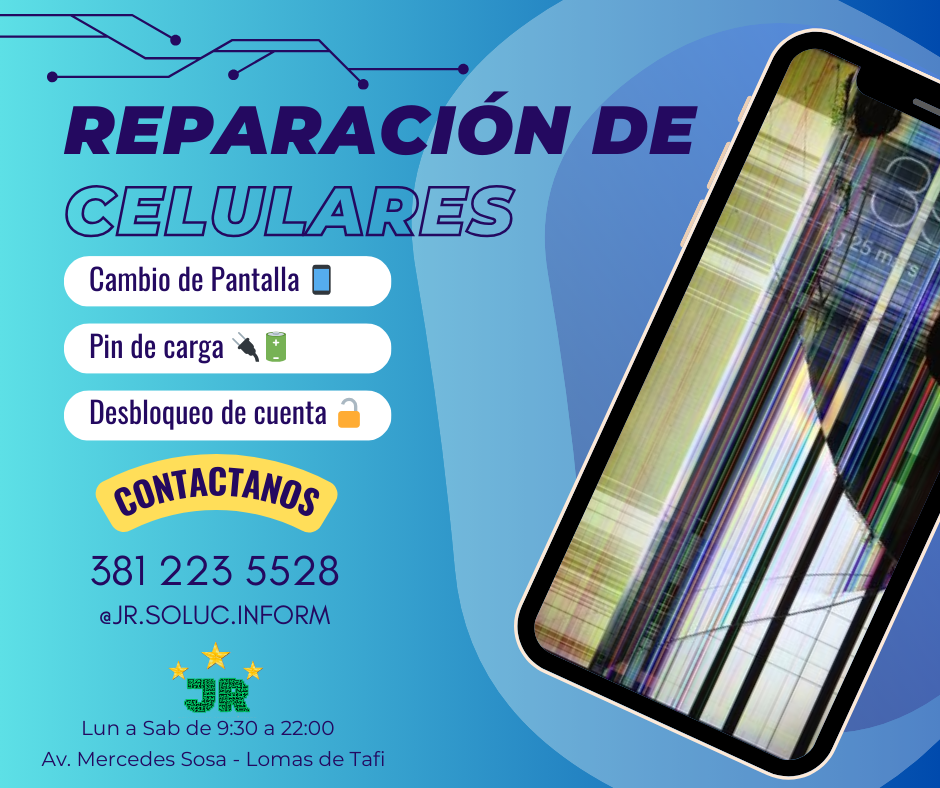 REPARACIÓN DE
CELULARES
Cambio de Pantalla
Pin de carga
Desbloqueo de cuenta
CONTACTANOS
381 223 5528
@JR.SOLUC.INFORM
JR
Lun a Sab de 9:30 a 22:00
Av. Mercedes Sosa - Lomas de Tafi